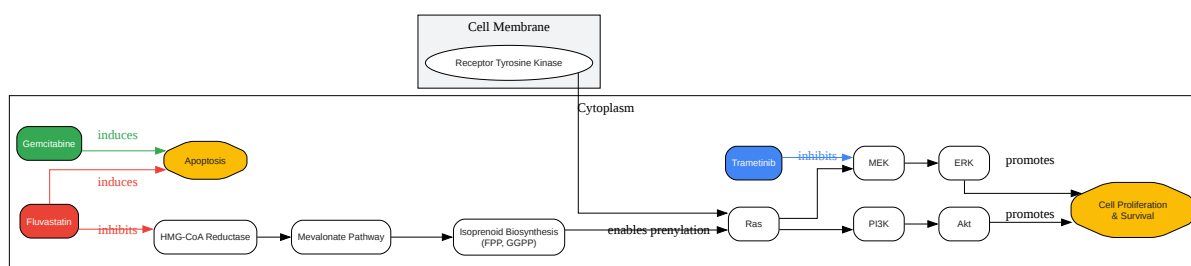 Cell Membrane
Receptor Tyrosine Kinase
Cytoplasm
Gemcitabine
induces
Apoptosis
induces
Fluvastatin
inhibits
HMG-CoA Reductase
Mevalonate Pathway
Isoprenoid Biosynthesis
(FPP, GGPP)
enables prenylation
Ras
Trametinib
inhibits
MEK
ERK
promotes
PI3K
Akt
promotes
Cell Proliferation
& Survival